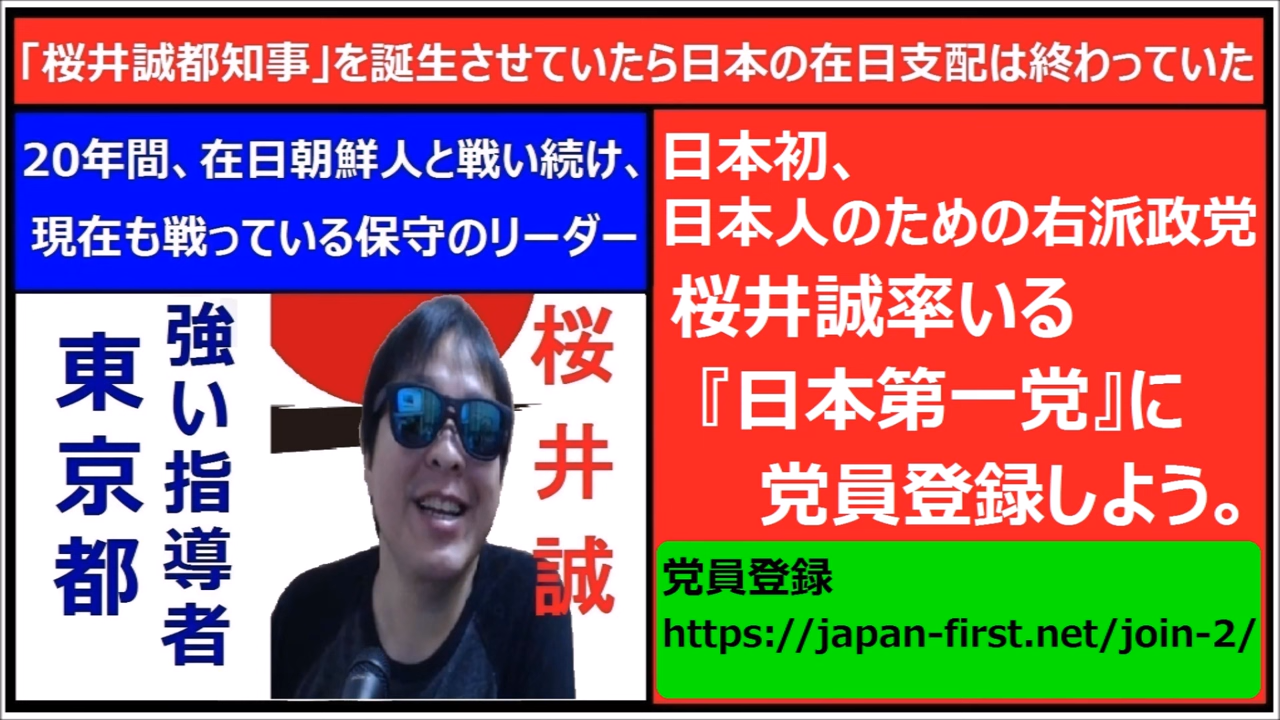 「桜井誠都知事」を誕生させていたら日本の在日支配は終わっていた
20年間、在日朝鮮人と戦い続け、
現在も戦っている保守のリーダー
桜井誠
強い指導者
東京都
日本初、
日本人のための右派政党
桜井誠率いる
『日本第一党』に
党員登録しよう。
党員登録
https://japan-first.net/join-2/